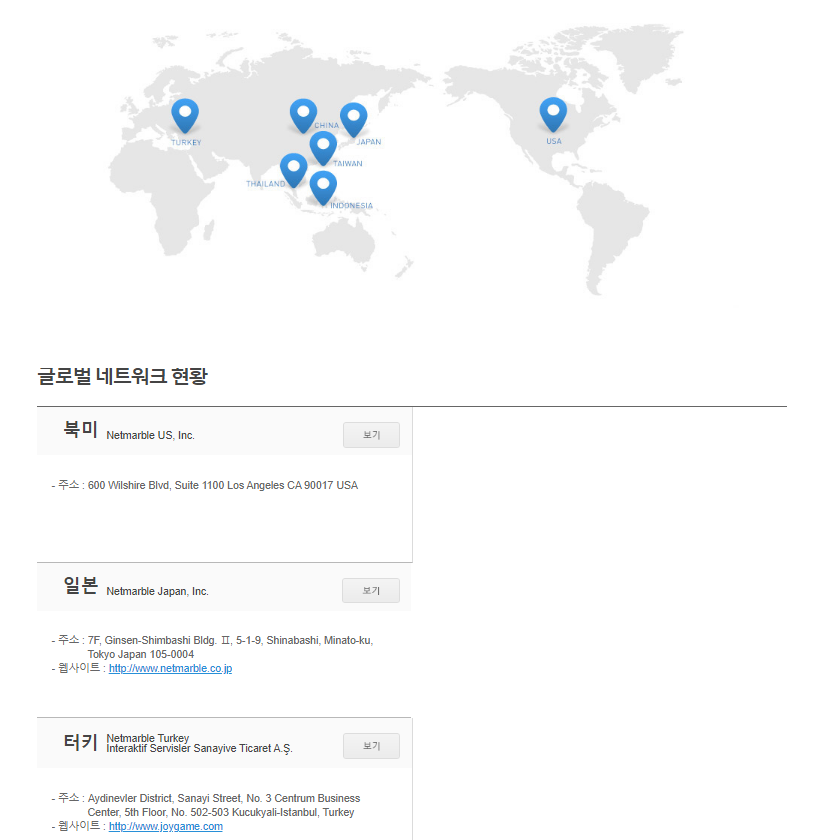 CHINA
JAPAN
TURKEY
USA
TAIWAN
THAILAND
INDONESIA
글로벌 네트워크 현황
북미 Netmarble US, Inc. 보기
- 주소 : 600 Wilshire Blvd, Suite 1100 Los Angeles CA 90017 USA
일본 Netmarble Japan, Inc. 보기
- 주소 : 7F, Ginsen-Shimbashi Bldg. Ⅱ, 5-1-9, Shinabashi, Minato-ku,
Tokyo Japan 105-0004
- 웹사이트 : http://www.netmarble.co.jp
터키 Netmarble Turkey
Interaktif Servisler Sanayive Ticaret A.Ş. 보기
- 주소 : Aydinevler District, Sanayi Street, No. 3 Centrum Business
Center, 5th Floor, No. 502-503 Kucukyali-Istanbul, Turkey
- 웹사이트 : http://www.joygame.com